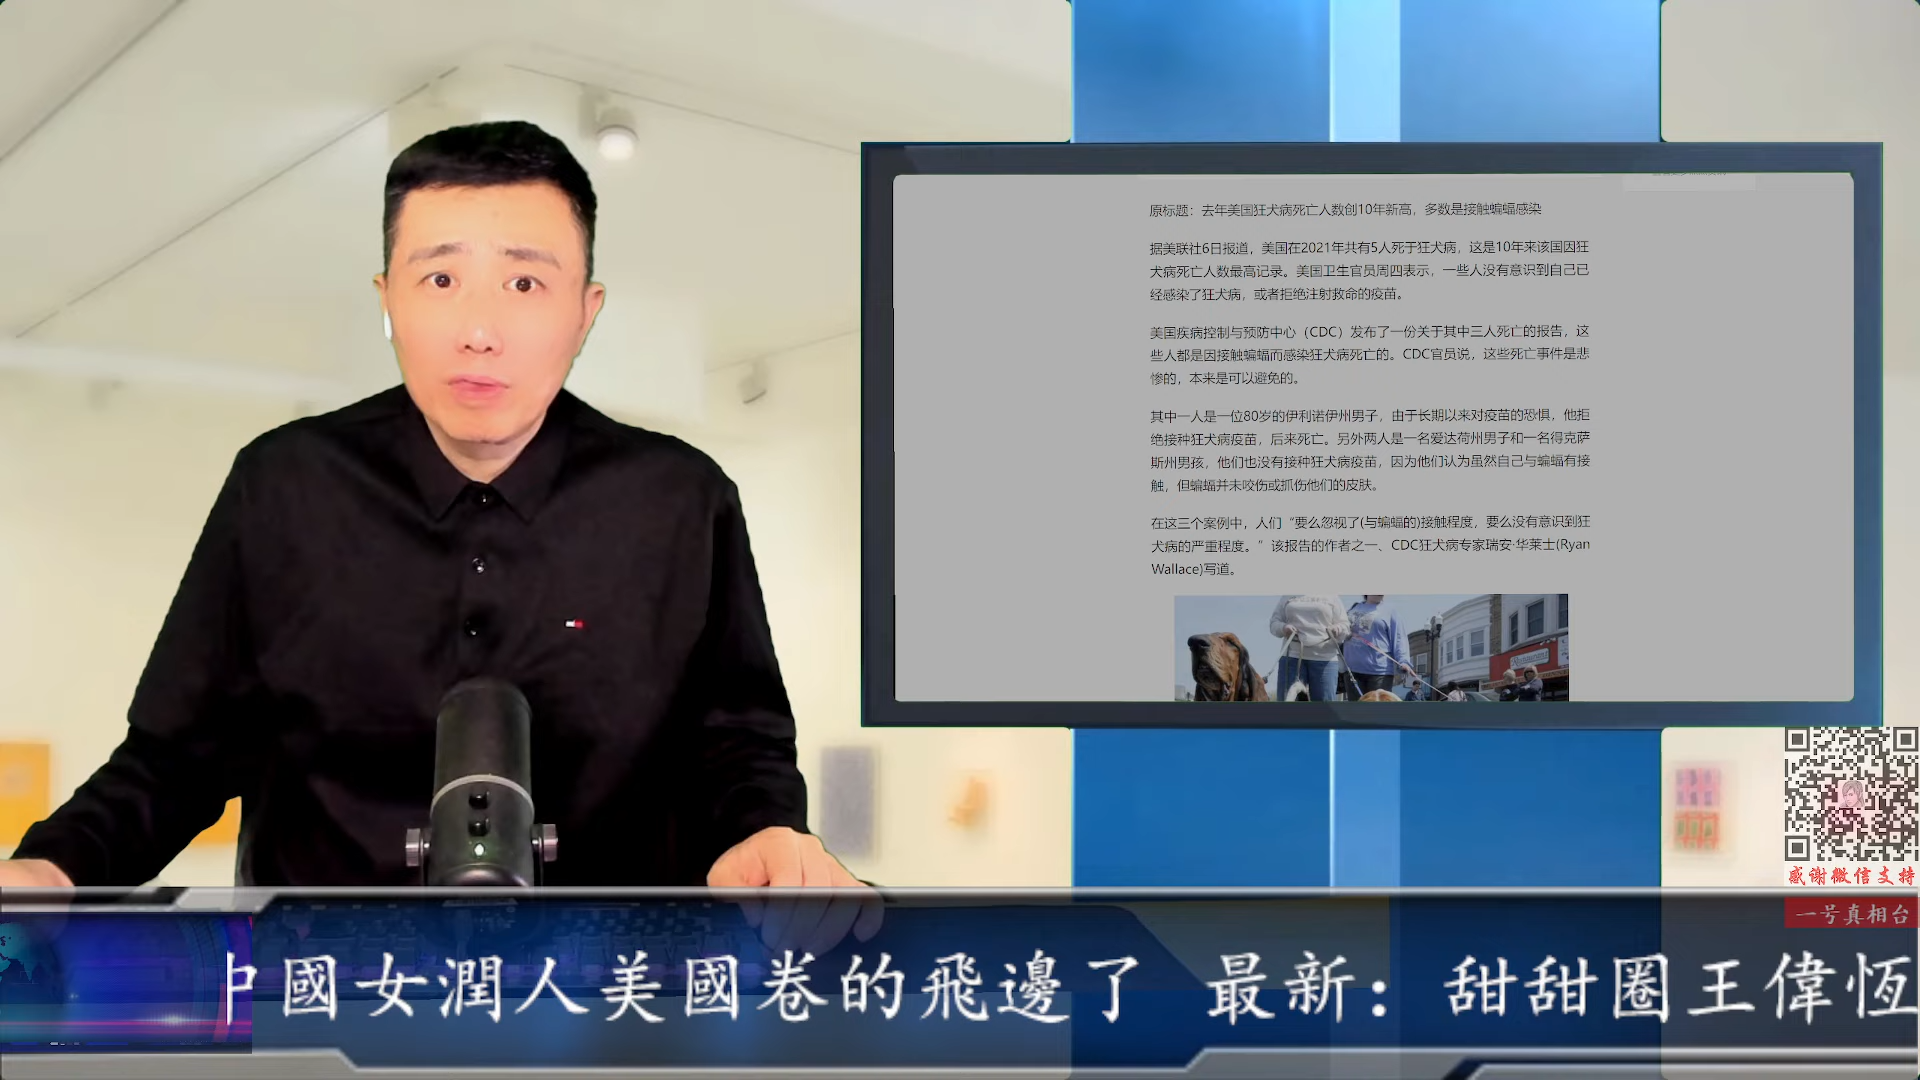 原标题：去年美国狂犬病死亡人数创10年新高，多数是接触蝙蝠感染
据美联社6日报道，美国在2021年共有5人死于狂犬病，这是10年来该国因狂
犬病死亡人数最高记录。美国卫生官员周四表示，一些人没有意识到自己已
经感染了狂犬病，或者拒绝注射救命的疫苗。
美国疾病控制与预防中心（CDC）发布了一份关于其中三人死亡的报告，这
些人都是因接触蝙蝠而感染狂犬病死亡的。CDC官员说，这些死亡事件是悲
惨的，本来是可以避免的。
其中一人是一位80岁的伊利诺伊州男子，由于长期以来对疫苗的恐惧，他拒
绝接种狂犬病疫苗，后来死亡。另外两人是一名爱达荷州男子和一名得克萨
斯州男孩，他们也没有接种狂犬病疫苗，因为他们认为虽然自己与蝙蝠有接
触，但蝙蝠并未咬伤或抓伤他们的皮肤。
在这三个案例中，人们“要么忽视了(与蝙蝠的)接触程度，要么没有意识到狂
犬病的严重程度。”该报告的作者之一、CDC狂犬病专家瑞安·华莱士(Ryan
Wallace)写道。
Restaurant
感谢微信支持
一号真相台
中國女潤人美國卷的飛邊了 最新：甜甜圈王偉恆